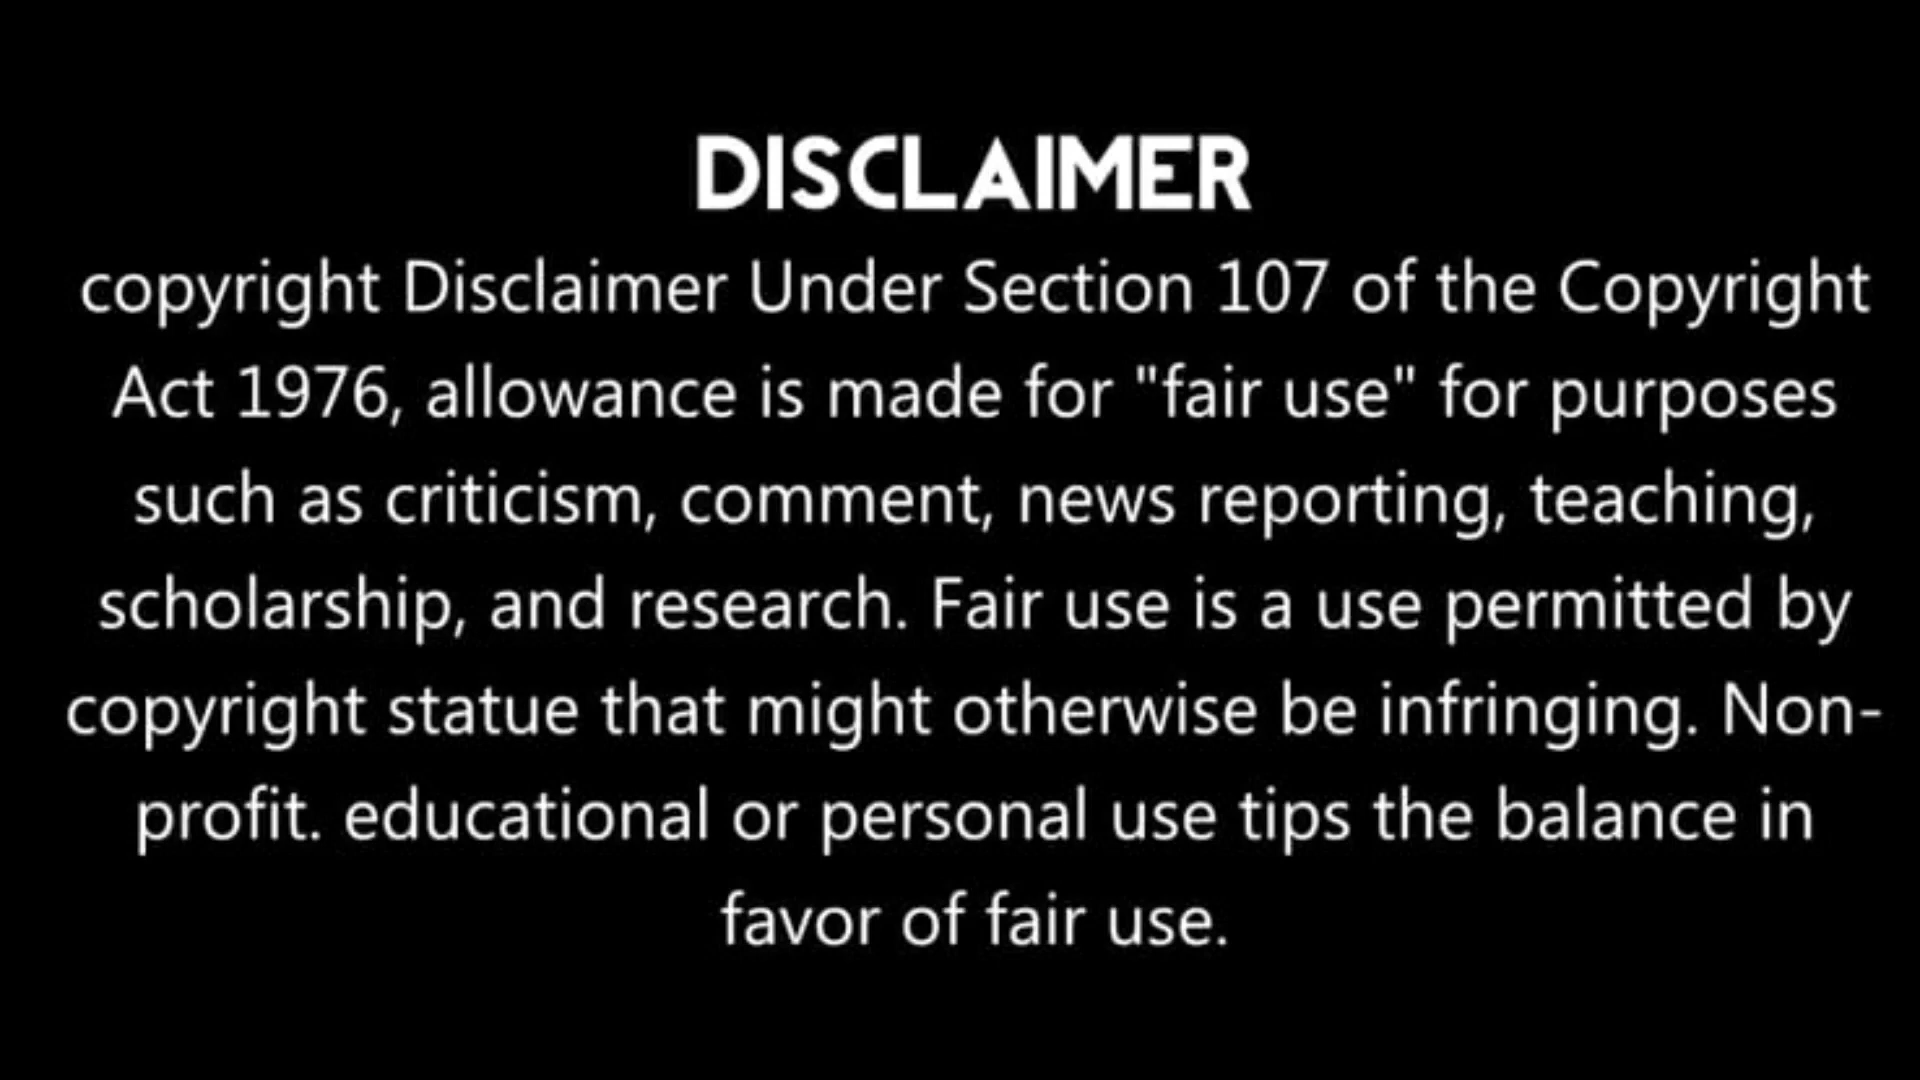 DISCLAIMER
copyright Disclaimer Under Section 107 of the Copyright
Act 1976, allowance is made for "fair use" for purposes
such as criticism, comment, news reporting, teaching,
scholarship, and research. Fair use is a use permitted by
copyright statue that might otherwise be infringing. Non-
profit. educational or personal use tips the balance in
favor of fair use.